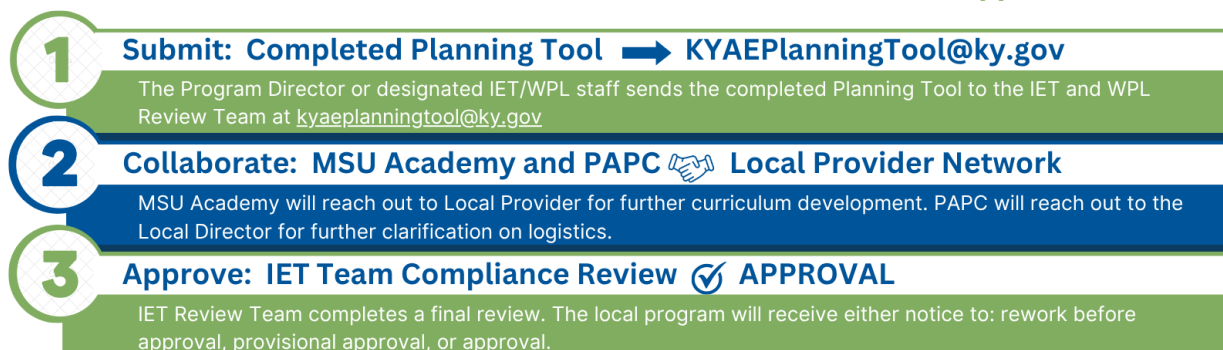 1
Submit: Completed Planning Tool KYAEPlanningTool@ky.gov
The Program Director or designated IET/WPL staff sends the completed Planning Tool to the IET and WPL
Review Team at kyaeplanningtool@ky.gov
2
Collaborate: MSU Academy and PAPC Local Provider Network
MSU Academy will reach out to Local Provider for further curriculum development. PAPC will reach out to the
Local Director for further clarification on logistics.
3
Approve: IET Team Compliance Review APPROVAL
IET Review Team completes a final review. The local program will receive either notice to: rework before
approval, provisional approval, or approval.